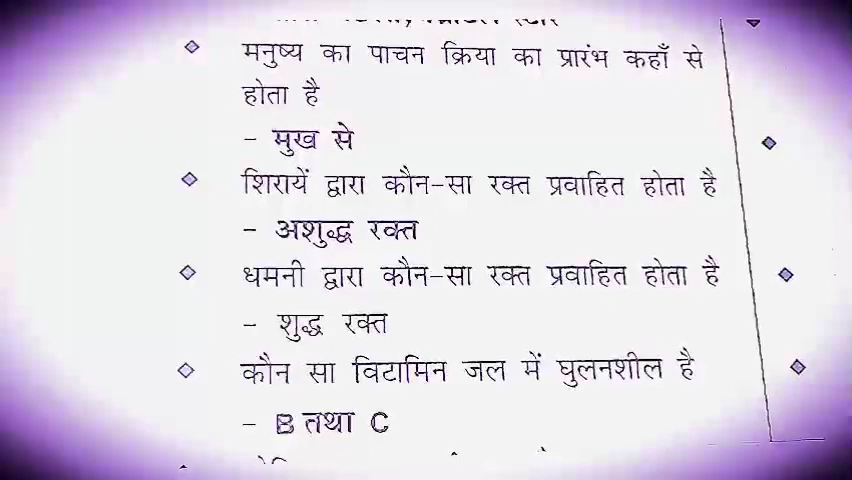 मनुष्य का पाचन क्रिया का प्रारंभ कहाँ से
होता है
- मुख से
शिरायें द्वारा कौन-सा रक्त प्रवाहित होता है
- अशुद्ध रक्त
धमनी द्वारा कौन-सा रक्त प्रवाहित होता है
- शुद्ध रक्त
कौन सा विटामिन जल में घुलनशील है
- B तथा C